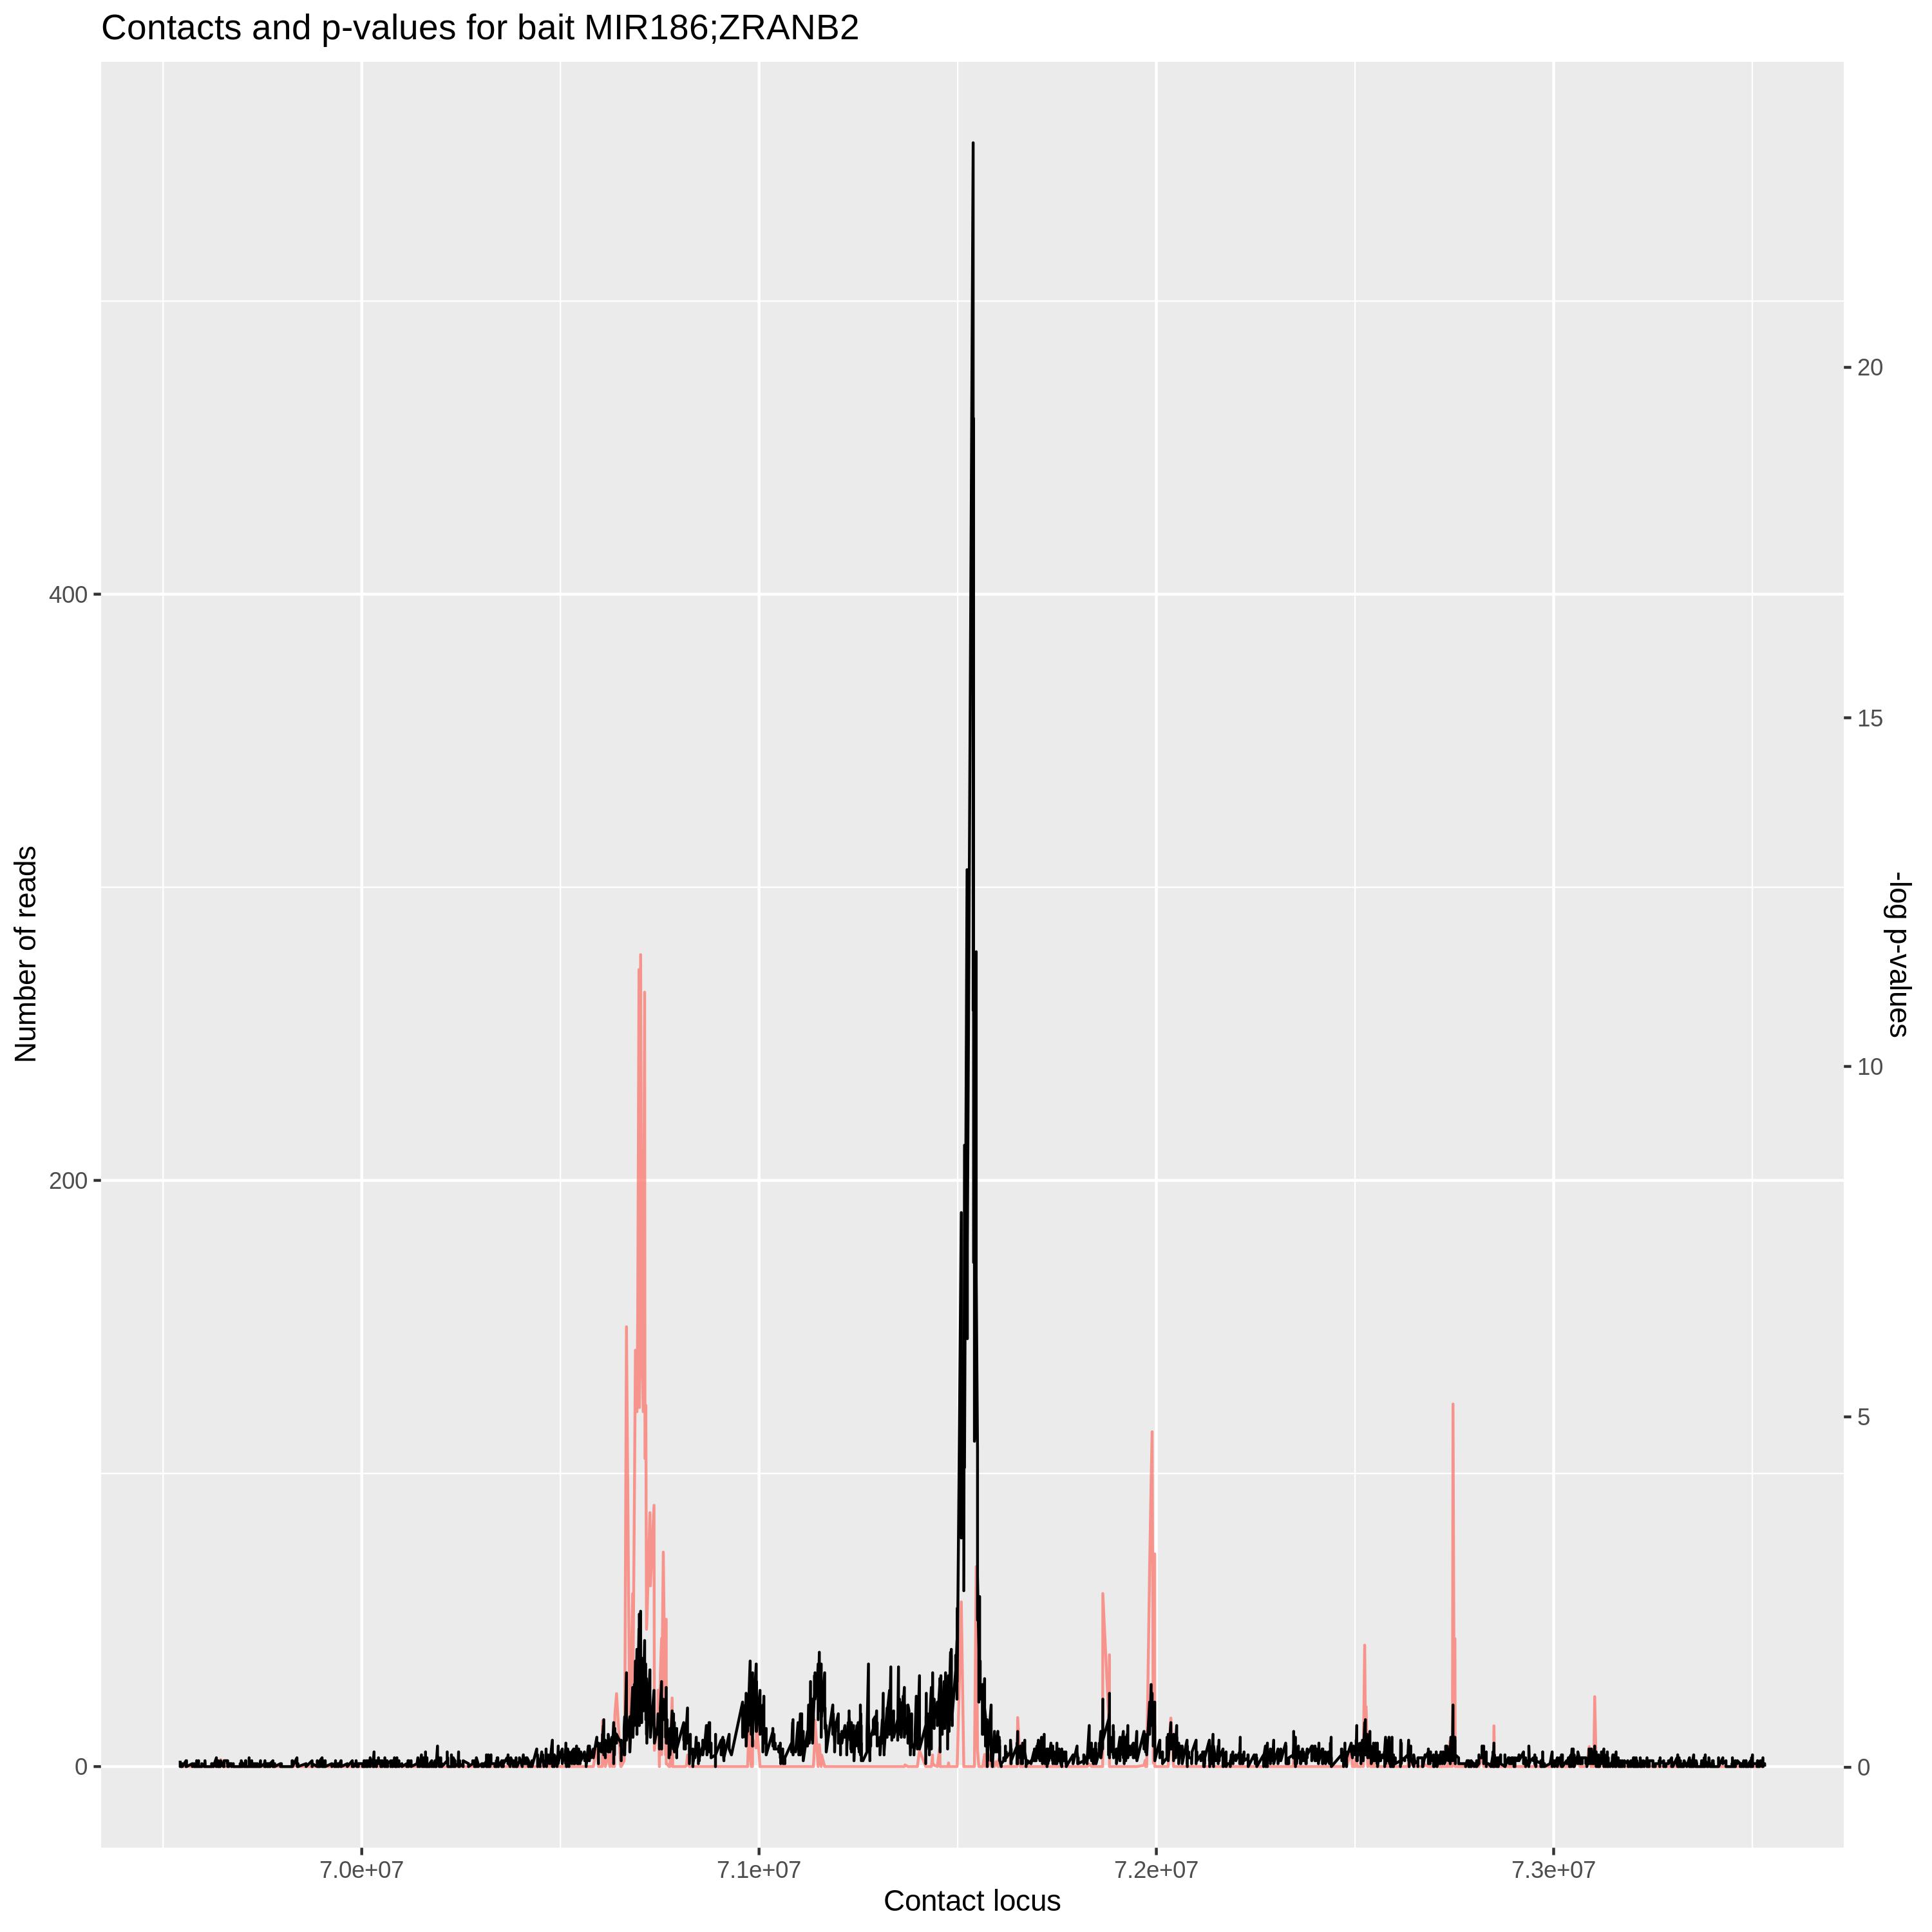 Contacts and p-values for bait MIR186;ZRANB2
Number of reads
400
200
0
20
15
10
5
0
-log p-values
7.0e+07 7.1e+07 7.2e+07 7.3e+07
Contact locus